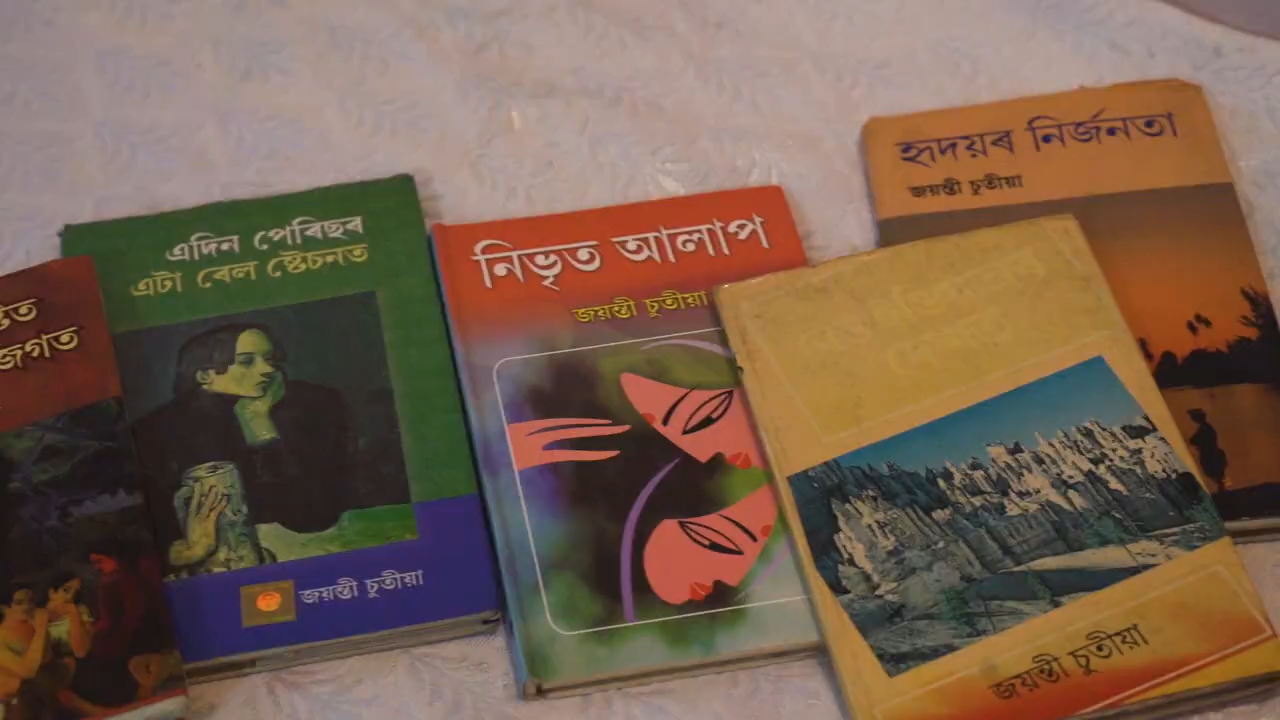 জগত
এদিন পেৰিছৰ
এটা ৰেল ষ্টেচনত
জয়ন্তী চুতীয়া
নিভৃত আলাপ
জয়ন্তী চুতীয়া
জয়ন্তী চুতীয়া
হৃদয়ৰ নিৰ্জনতা
জয়ন্তী চুতীয়া